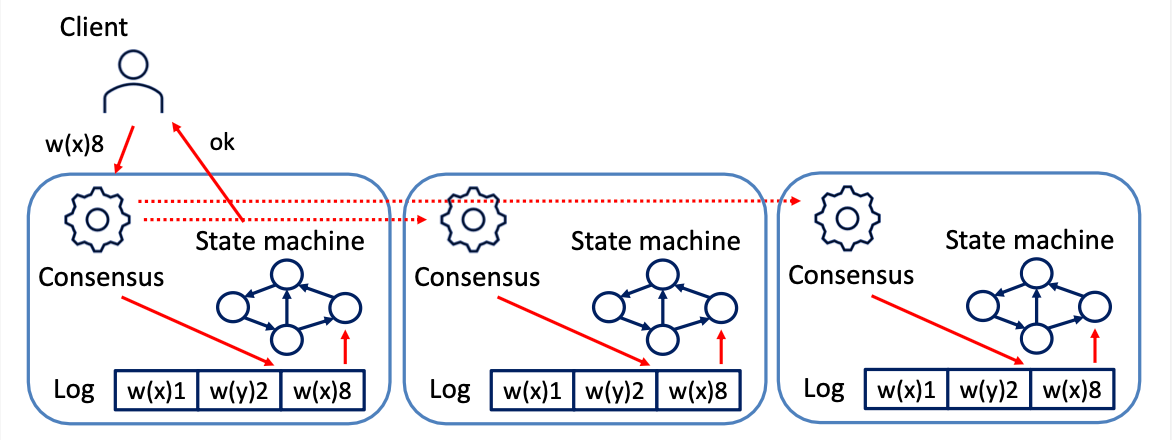 Client
w(x)8
ok
State machine
Consensus
Log w(x)1 w(y)2 w(x)8
State machine
Consensus
Log w(x)1 w(y)2 w(x)8
State machine
Consensus
Log w(x)1 w(y)2 w(x)8